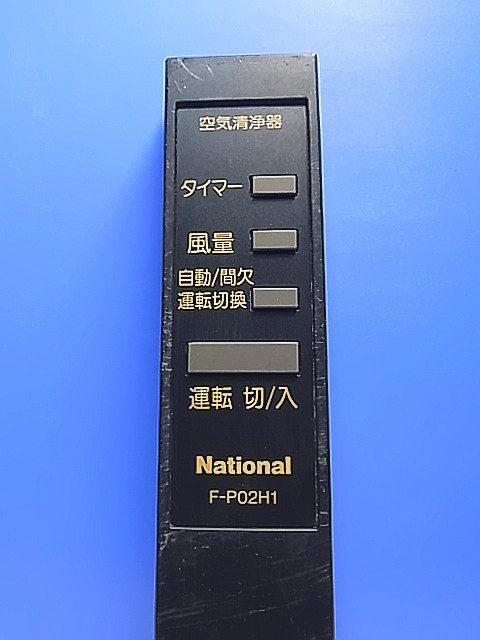 空気清浄器
タイマー
風量
自動/間欠
運転切換
運転 切/入
National
F-P02H1